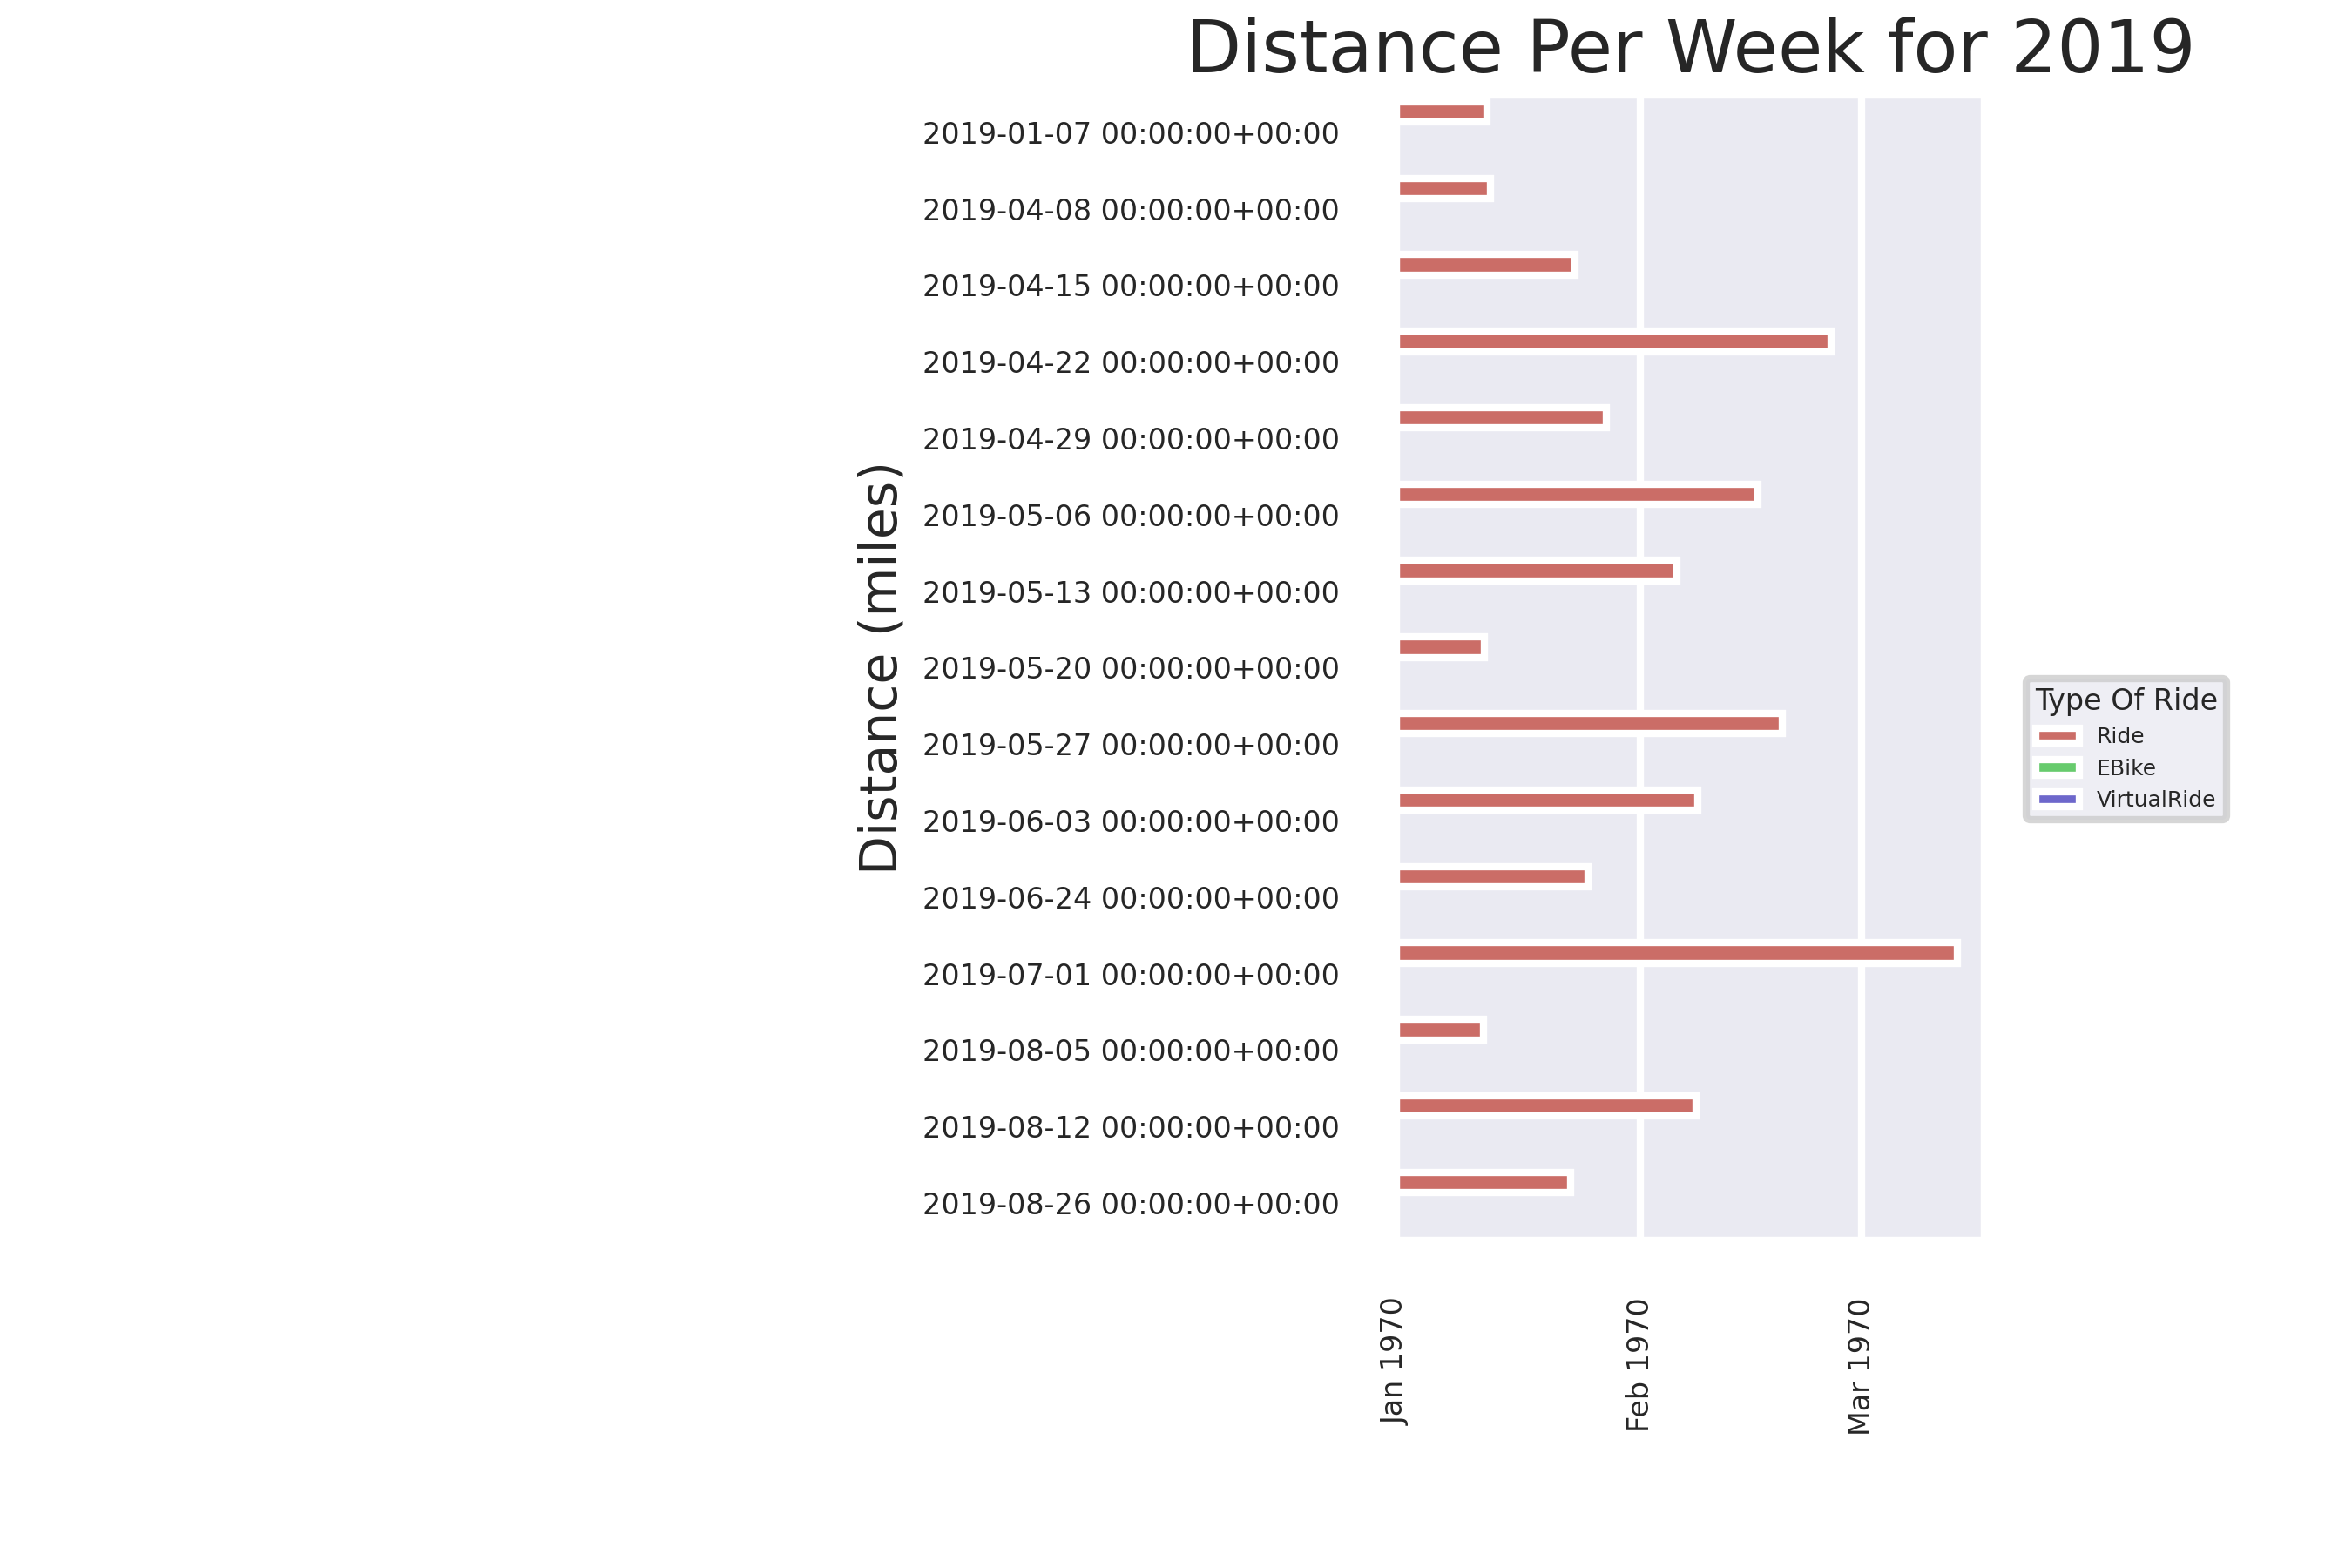 Distance Per Week for 2019
Distance (miles)
2019-01-07 00:00:00+00:00
2019-04-08 00:00:00+00:00
2019-04-15 00:00:00+00:00
2019-04-22 00:00:00+00:00
2019-04-29 00:00:00+00:00
2019-05-06 00:00:00+00:00
2019-05-13 00:00:00+00:00
2019-05-20 00:00:00+00:00
2019-05-27 00:00:00+00:00
2019-06-03 00:00:00+00:00
2019-06-24 00:00:00+00:00
2019-07-01 00:00:00+00:00
2019-08-05 00:00:00+00:00
2019-08-12 00:00:00+00:00
2019-08-26 00:00:00+00:00
Jan 1970
Feb 1970
Mar 1970
Type Of Ride
Ride
EBike
VirtualRide